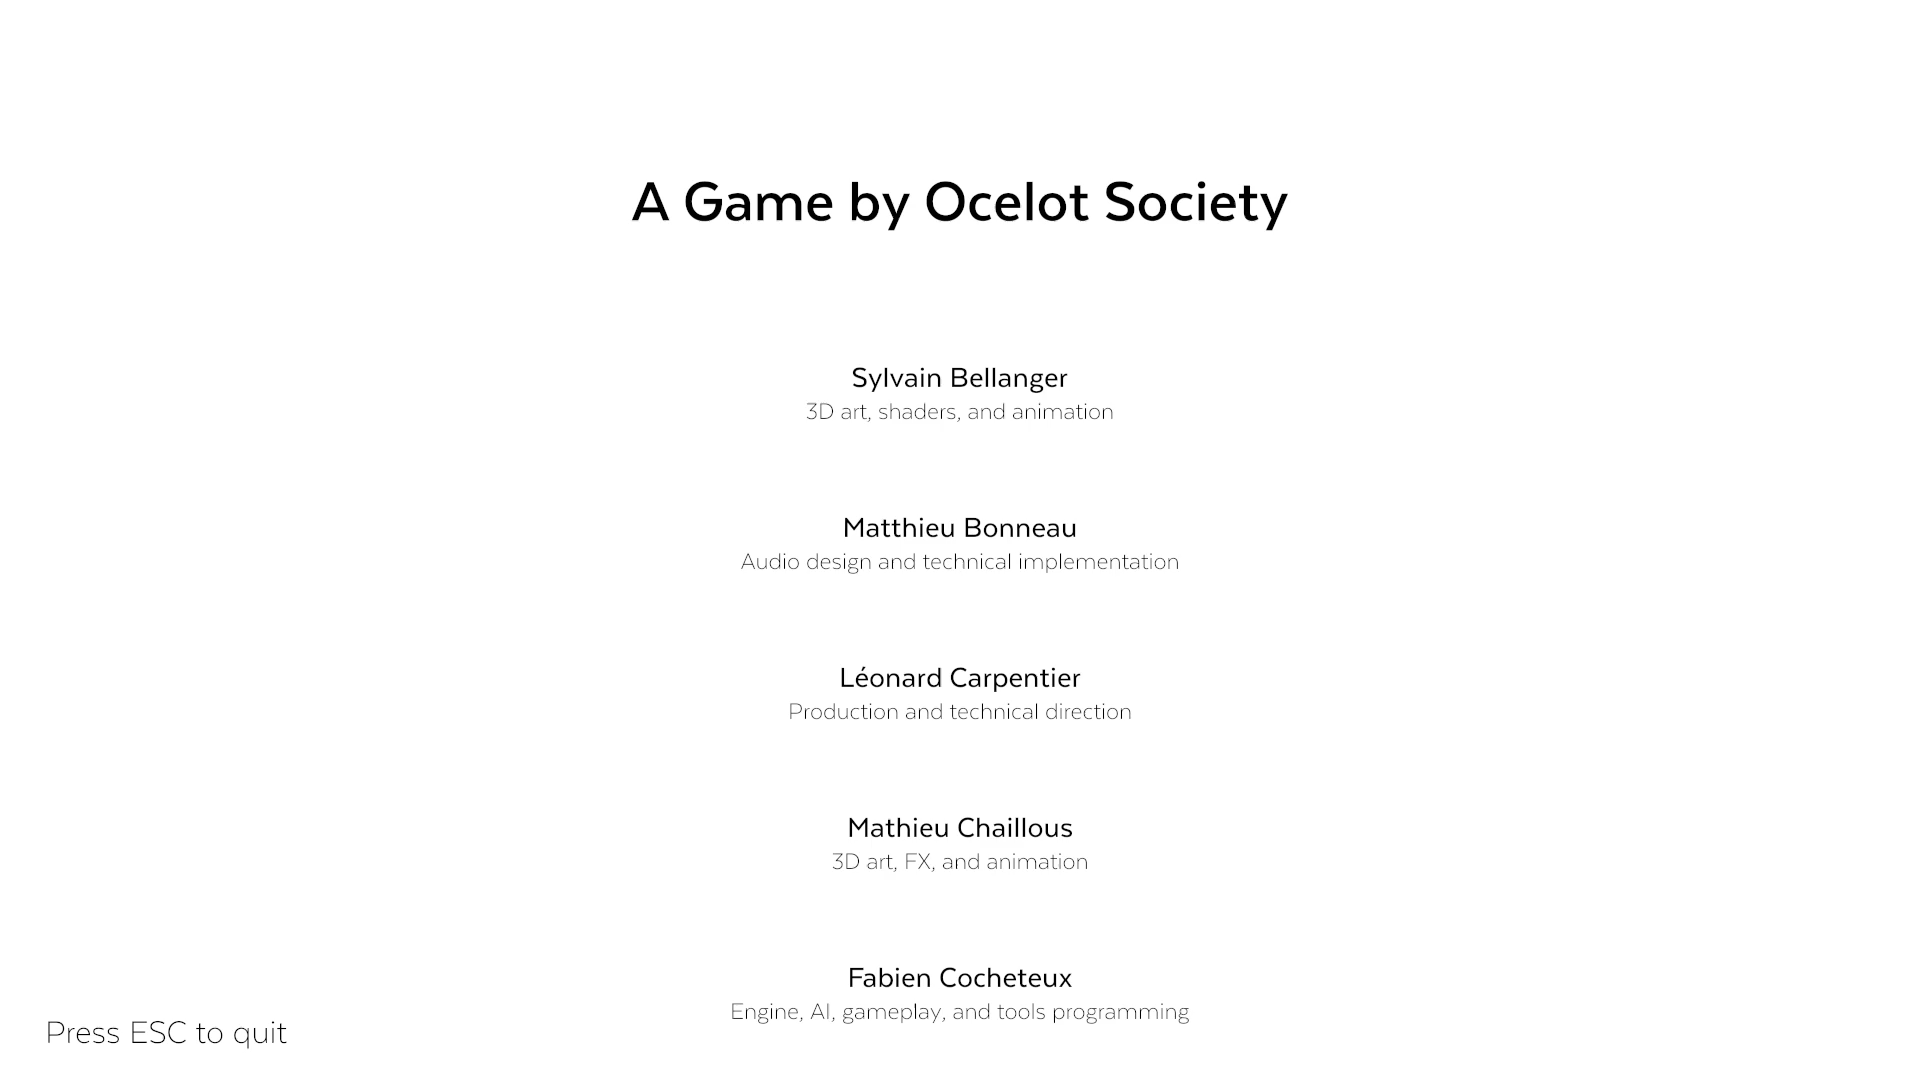 A Game by Ocelot Society
Sylvain Bellanger
3D art, shaders, and animation
Matthieu Bonneau
Audio design and technical implementation
Léonard Carpentier
Production and technical direction
Mathieu Chaillous
3D art, FX, and animation
Fabien Cocheteux
Engine, AI, gameplay, and tools programming
Press ESC to quit